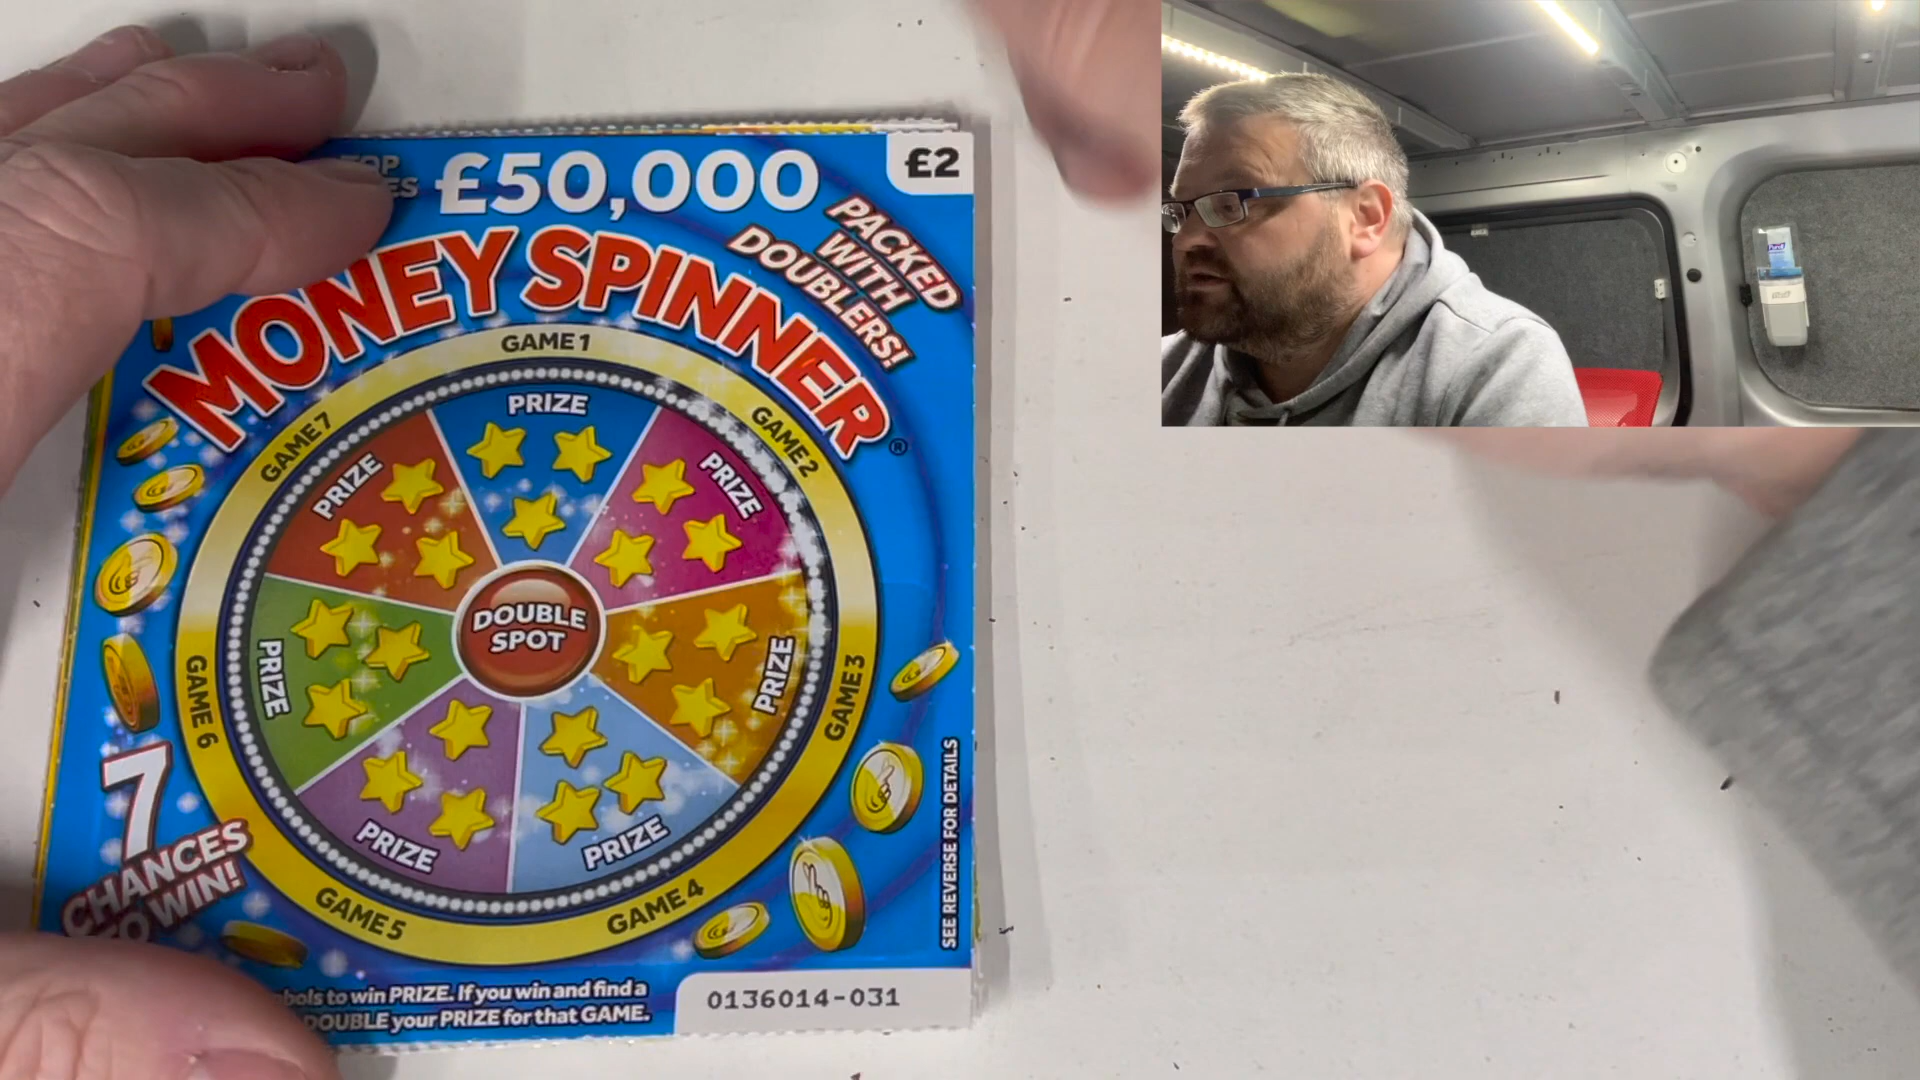 £50,000
£2
PACKED
WITH
DOUBLERS!
MONEY SPINNER®
GAME 1
PRIZE
GAME 2
PRIZE
GAME 3
PRIZE
GAME 4
PRIZE
GAME 5
PRIZE
GAME 6
PRIZE
GAME 7
PRIZE
DOUBLE
SPOT
7
CHANCES
WIN!
SEE REVERSE FOR DETAILS
to win PRIZE. If you win and find a
DOUBLE your PRIZE for that GAME.
0136014-031